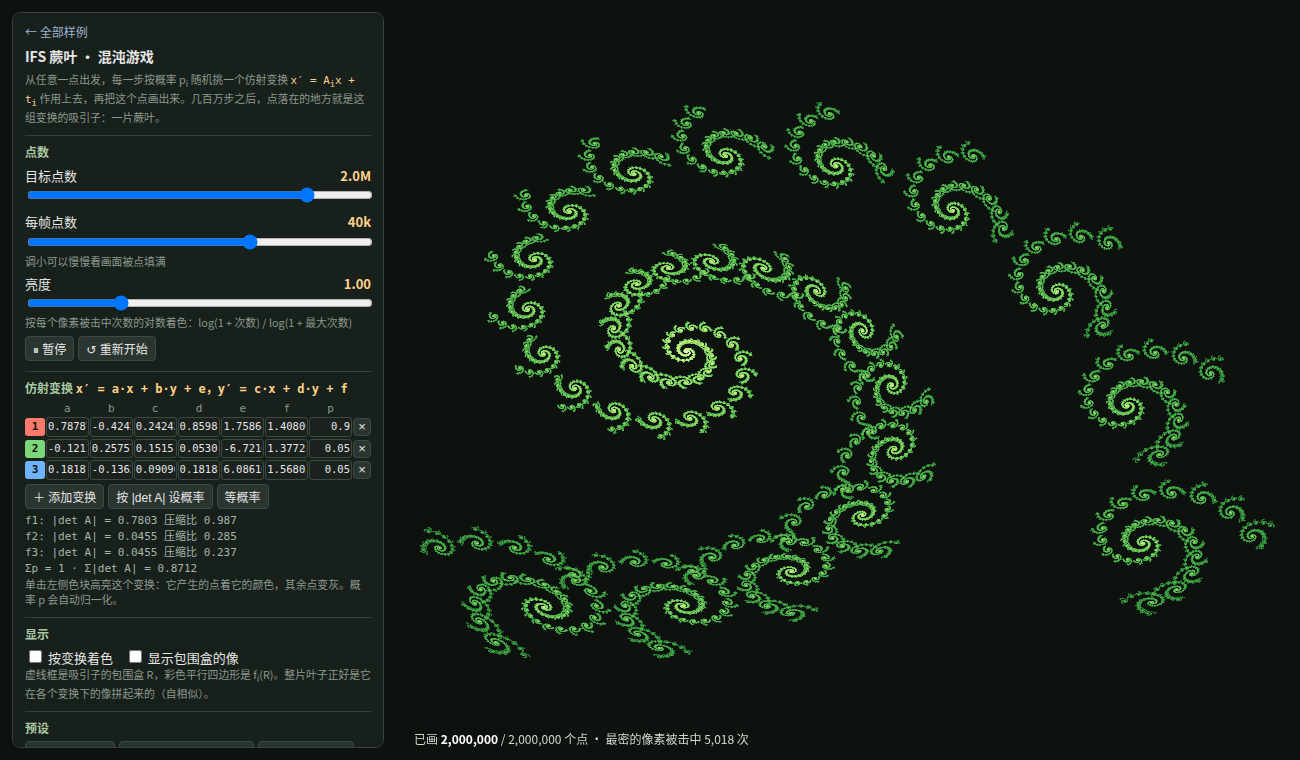 ← 全部样例
IFS 蕨叶 · 混沌游戏
从任意一点出发，每一步按概率 pi 随机挑一个仿射变换 x′ = Aix +
ti 作用上去，再把这个点画出来。几百万步之后，点落在的地方就是这
组变换的吸引子：一片蕨叶。
点数
目标点数 2.0M
每帧点数 40k
调小可以慢慢看画面被点填满
亮度 1.00
按每个像素被击中次数的对数着色：log(1 + 次数) / log(1 + 最大次数)
⏸ 暂停 ↺ 重新开始
仿射变换 x′ = a·x + b·y + e, y′ = c·x + d·y + f
a b c d e f p
1 0.7878 -0.424 0.2424 0.8598 1.7586 1.4080 0.9 ×
2 -0.121 0.2575 0.1515 0.0530 -6.721 1.3772 0.05 ×
3 0.1818 -0.136 0.0909 0.1818 6.0861 1.5680 0.05 ×
＋ 添加变换 按 |det A| 设概率 等概率
f1: |det A| = 0.7803 压缩比 0.987
f2: |det A| = 0.0455 压缩比 0.285
f3: |det A| = 0.0455 压缩比 0.237
Σp = 1 · Σ|det A| = 0.8712
单击左侧色块高亮这个变换：它产生的点着它的颜色，其余点变灰。概
率 p 会自动归一化。
显示
按变换着色 显示包围盒的像
虚线框是吸引子的包围盒 R，彩色平行四边形是 fi(R)。整片叶子正好是它
在各个变换下的像拼起来的（自相似）。
预设
已画 2,000,000 / 2,000,000 个点 · 最密的像素被击中 5,018 次